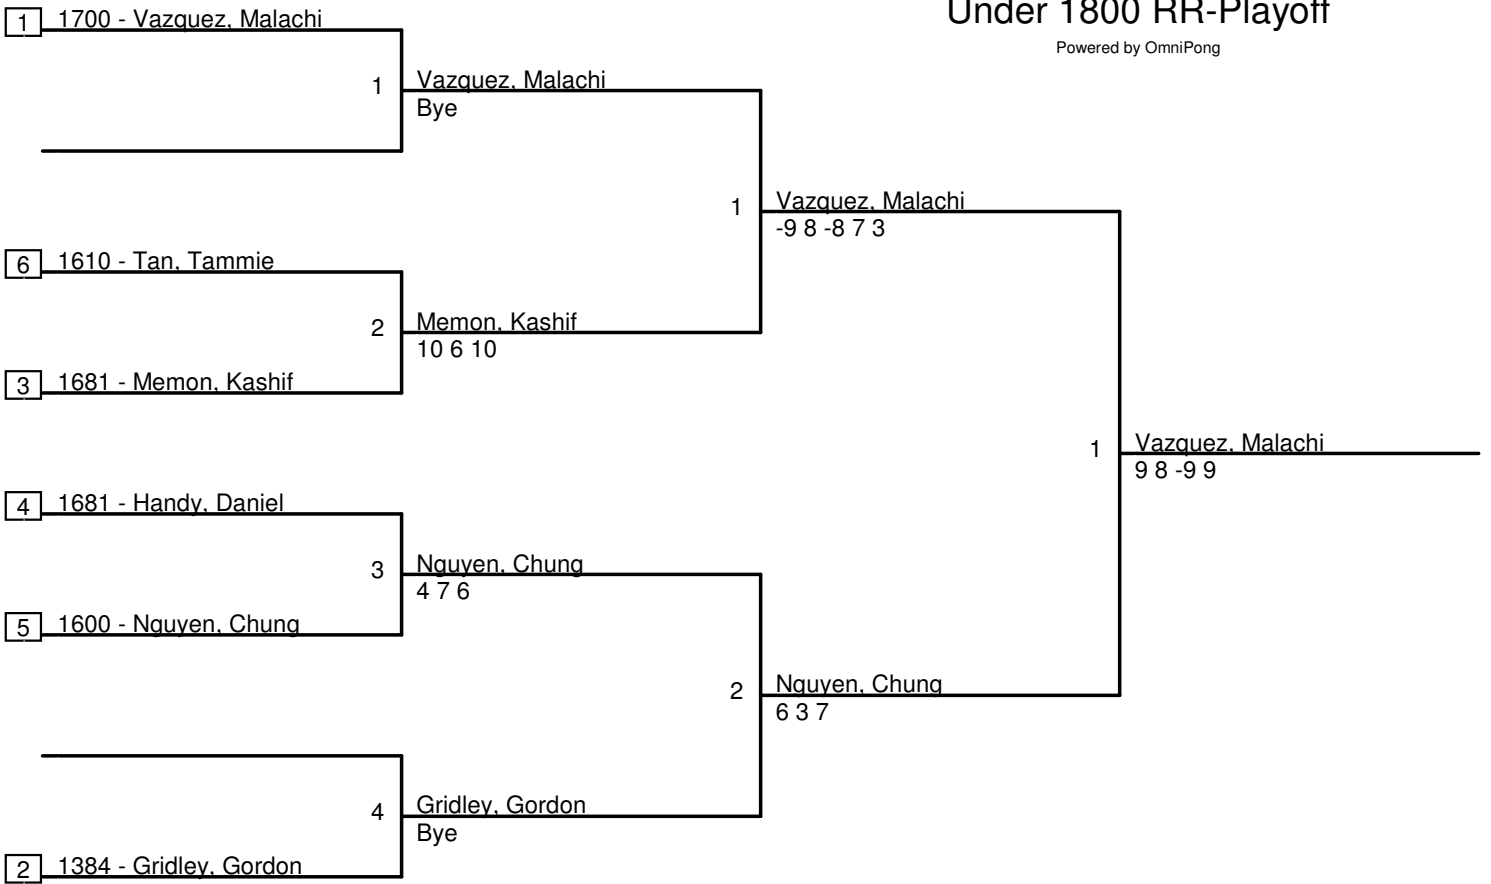 Under 1800 RR-Playoff
Powered by OmniPong
1 1700 - Vazquez, Malachi
1 Vazquez, Malachi
Bye
1 Vazquez, Malachi
-9 8 -8 7 3
6 1610 - Tan, Tammie
2 Memon, Kashif
10 6 10
3 1681 - Memon, Kashif
1 Vazquez, Malachi
9 8 -9 9
4 1681 - Handy, Daniel
3 Nguyen, Chung
4 7 6
5 1600 - Nguyen, Chung
2 Nguyen, Chung
6 3 7
4 Gridley, Gordon
Bye
2 1384 - Gridley, Gordon